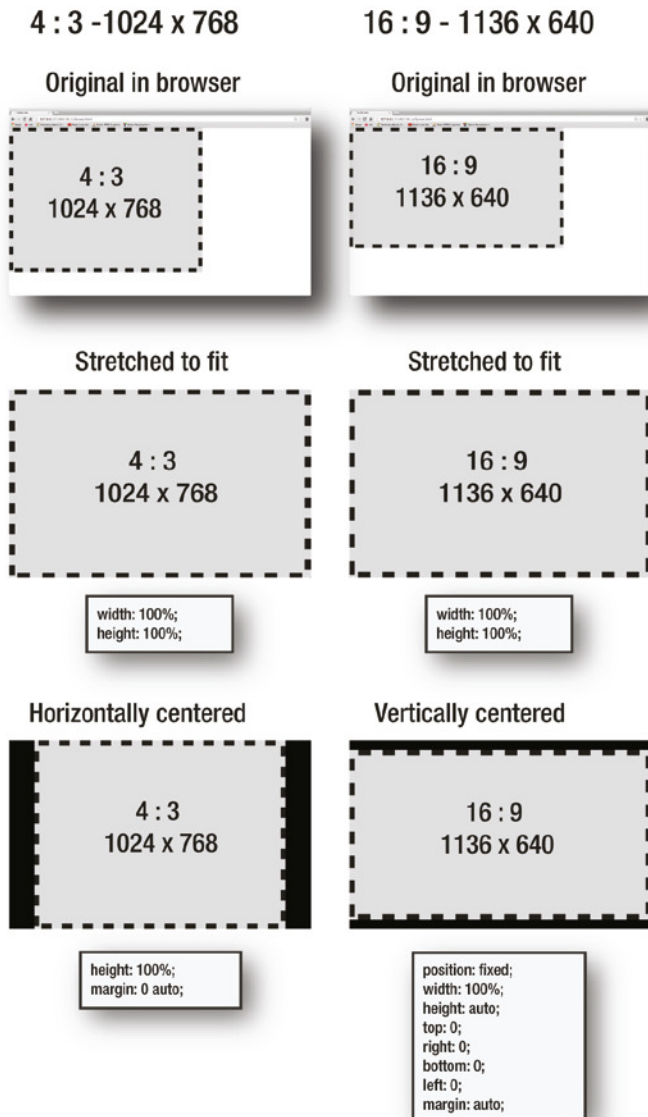 4 : 3 -1024 x 768
16 : 9 - 1136 x 640
Original in browser
Original in browser
4 : 3
1024 x 768
16 : 9
1136 x 640
Stretched to fit
Stretched to fit
4 : 3
1024 x 768
16 : 9
1136 x 640
width: 100%;
height: 100%;
width: 100%;
height: 100%;
Horizontally centered
Vertically centered
4 : 3
1024 x 768
16 : 9
1136 x 640
height: 100%;
margin: 0 auto;
position: fixed;
width: 100%;
height: auto;
top: 0;
right: 0;
bottom: 0;
left: 0;
margin: auto;